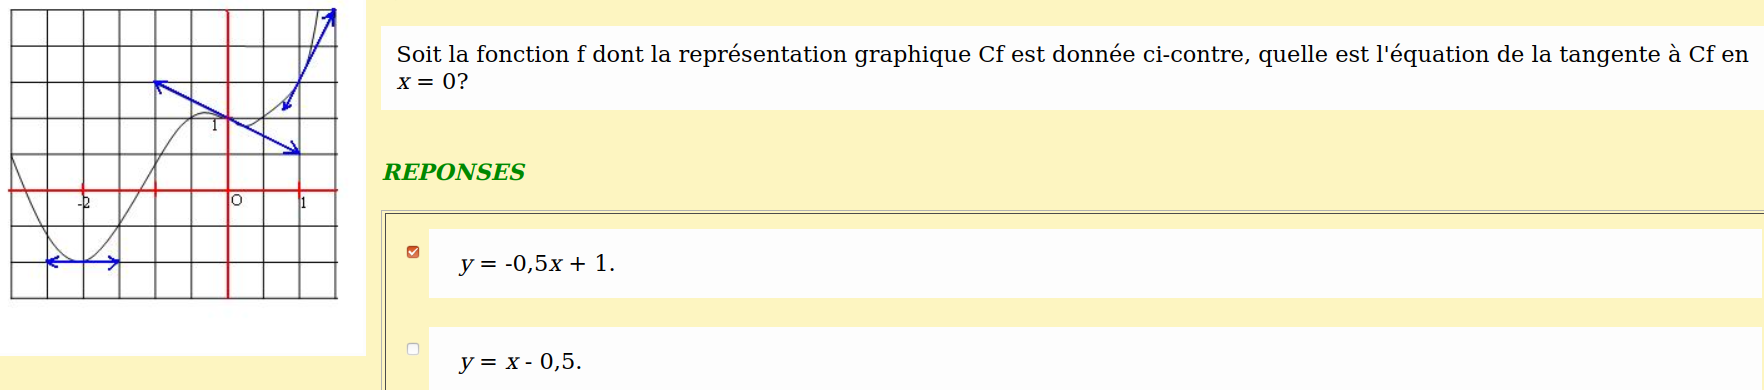 Soit la fonction f dont la représentation graphique Cf est donnée ci-contre, quelle est l'équation de la tangente à Cf en
x = 0?
1
-2
O
1
REPONSES
y = -0,5x + 1.
y = x - 0,5.